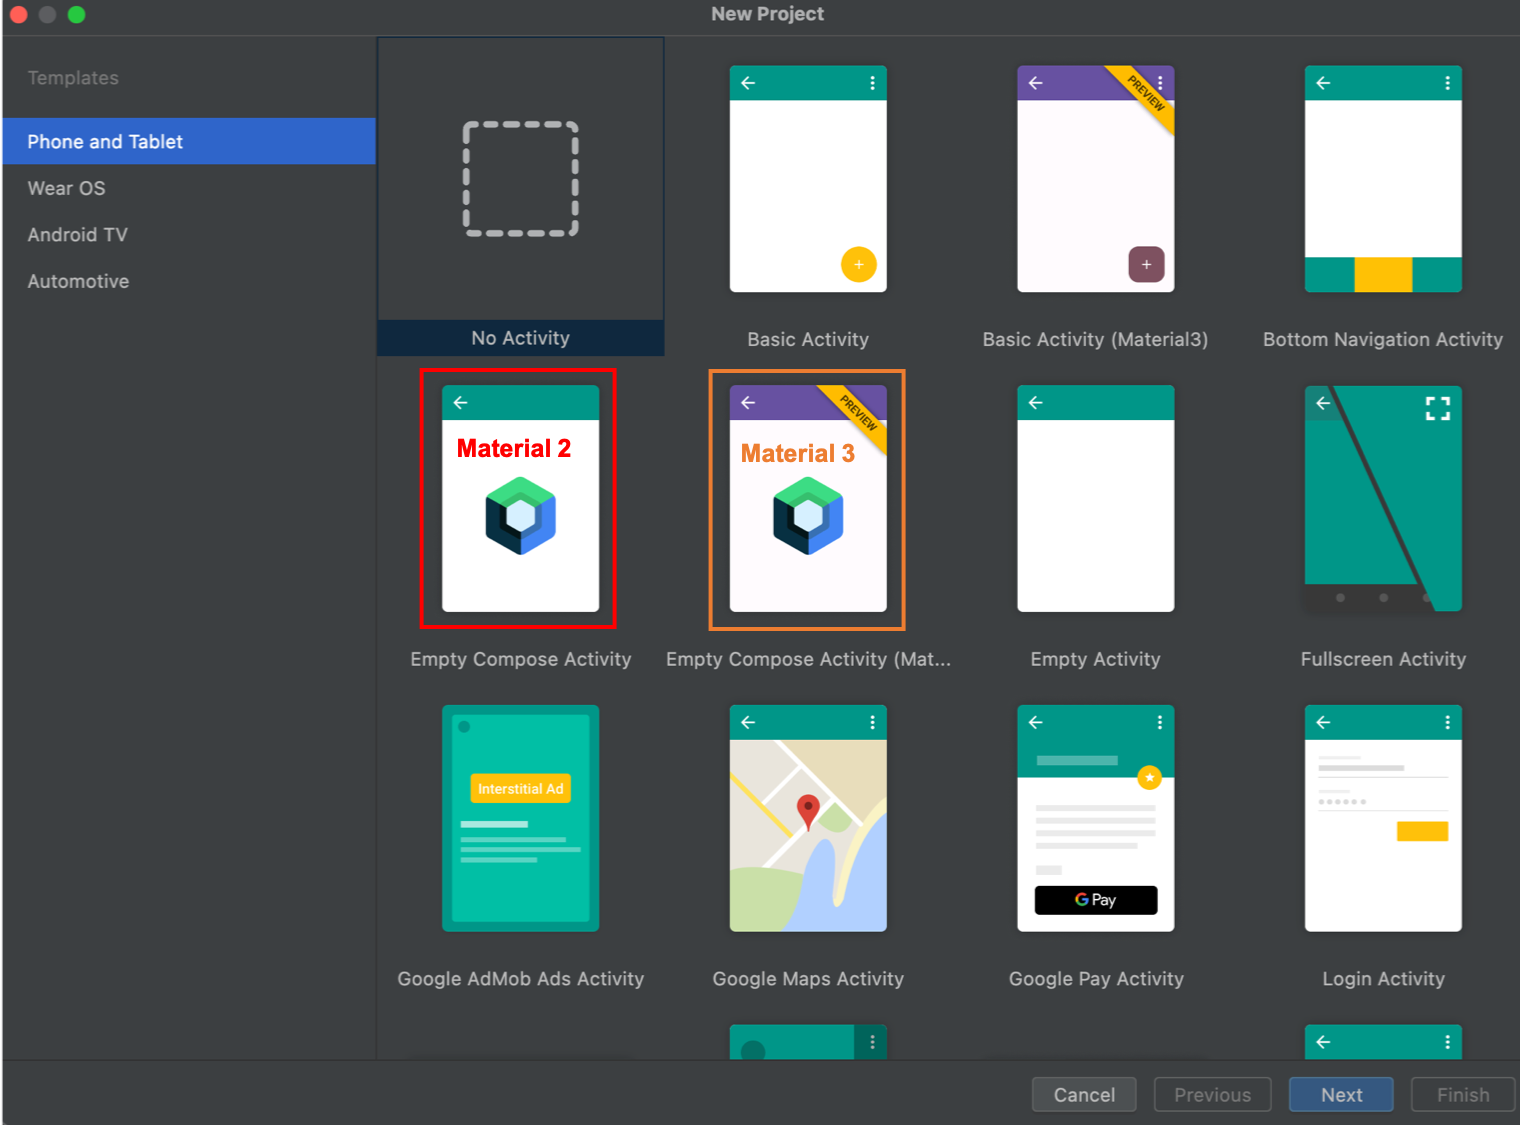 New Project
Templates
Phone and Tablet
Wear OS
Android TV
Automotive
No Activity
Basic Activity
PREVIEW
Basic Activity (Material3)
Bottom Navigation Activity
Material 2
Empty Compose Activity
PREVIEW
Material 3
Empty Compose Activity (Mat...
Empty Activity
Fullscreen Activity
Interstitial Ad
Google AdMob Ads Activity
Google Maps Activity
G Pay
Google Pay Activity
Login Activity
Cancel
Previous
Next
Finish